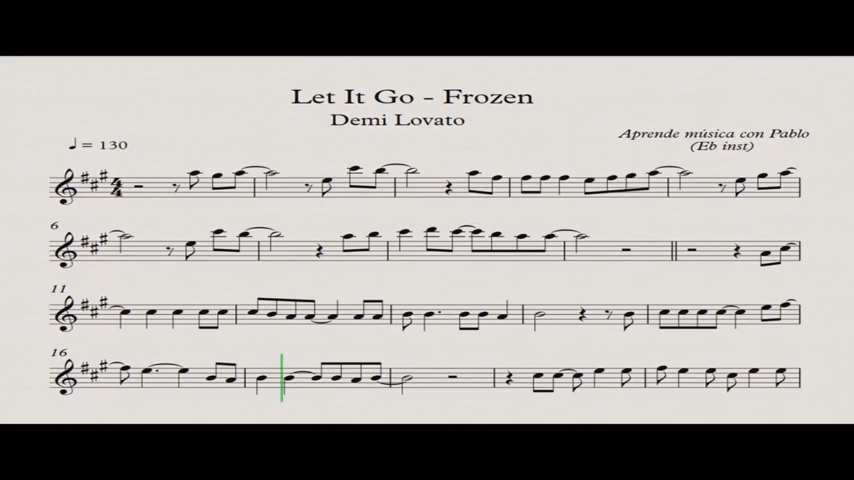 Let It Go - Frozen
Demi Lovato
♩ = 130
Aprende música con Pablo
(Eb inst)
6
11
16